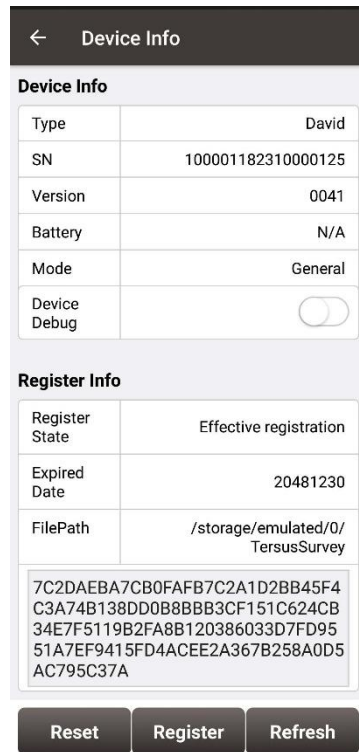 Device Info
Device Info
Type David
SN 100001182310000125
Version 0041
Battery N/A
Mode General
Device
Debug
Register Info
Register
State Effective registration
Expired
Date 20481230
FilePath /storage/emulated/0/
TersusSurvey
7C2DAEBA7CB0FAFB7C2A1D2BB45F4
C3A74B138DD0B8BBB3CF151C624CB
34E7F5119B2FA8B120386033D7FD95
51A7EF9415FD4ACEE2A367B258A0D5
AC795C37A
Reset Register Refresh